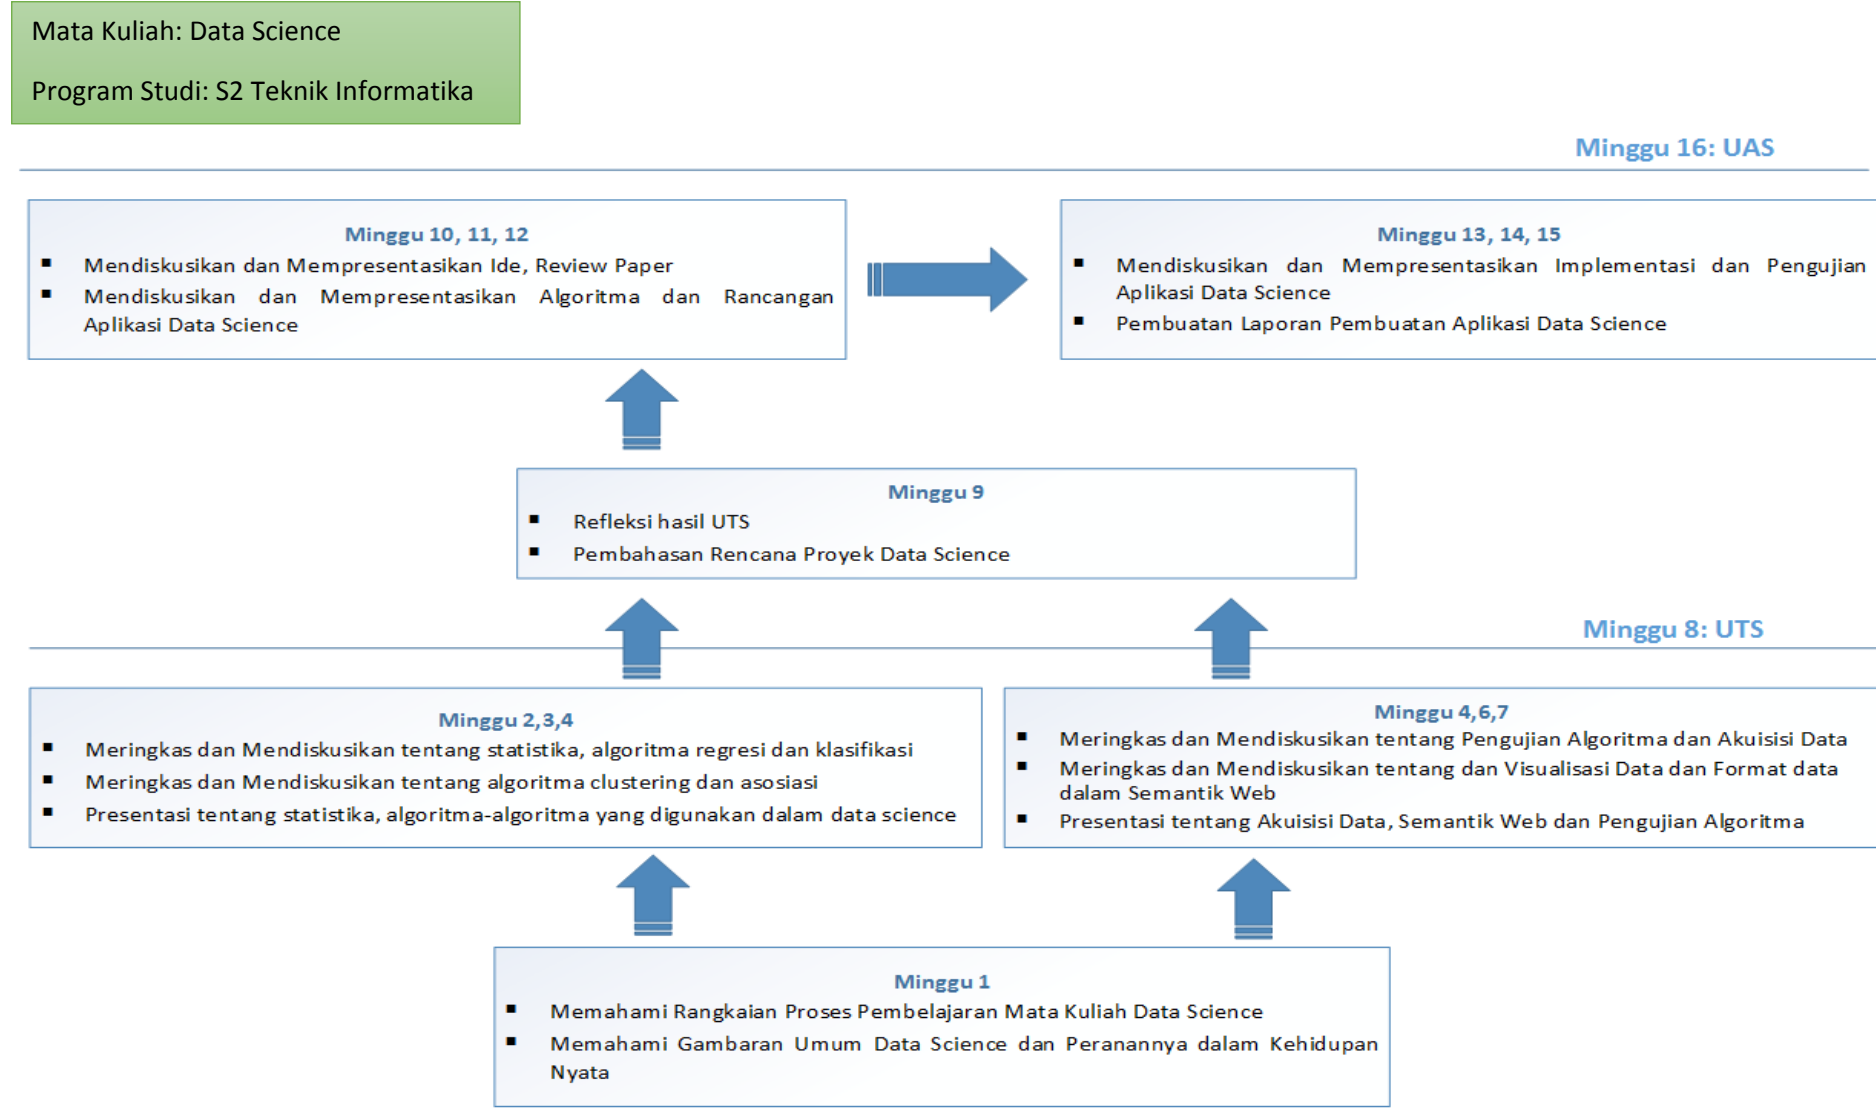 Mata Kuliah: Data Science
Program Studi: S2 Teknik Informatika
Minggu 16: UAS
Minggu 10, 11, 12
▪ Mendiskusikan dan Mempresentasikan Ide, Review Paper
▪ Mendiskusikan dan Mempresentasikan Algoritma dan Rancangan
Aplikasi Data Science
Minggu 13, 14, 15
▪ Mendiskusikan dan Mempresentasikan Implementasi dan Pengujian
Aplikasi Data Science
▪ Pembuatan Laporan Pembuatan Aplikasi Data Science
Minggu 9
▪ Refleksi hasil UTS
▪ Pembahasan Rencana Proyek Data Science
Minggu 8: UTS
Minggu 2,3,4
▪ Meringkas dan Mendiskusikan tentang statistika, algoritma regresi dan klasifikasi
▪ Meringkas dan Mendiskusikan tentang algoritma clustering dan asosiasi
▪ Presentasi tentang statistika, algoritma-algoritma yang digunakan dalam data science
Minggu 4,6,7
▪ Meringkas dan Mendiskusikan tentang Pengujian Algoritma dan Akuisisi Data
▪ Meringkas dan Mendiskusikan tentang dan Visualisasi Data dan Format data
dalam Semantik Web
▪ Presentasi tentang Akuisisi Data, Semantik Web dan Pengujian Algoritma
Minggu 1
▪ Memahami Rangkaian Proses Pembelajaran Mata Kuliah Data Science
▪ Memahami Gambaran Umum Data Science dan Peranannya dalam Kehidupan
Nyata